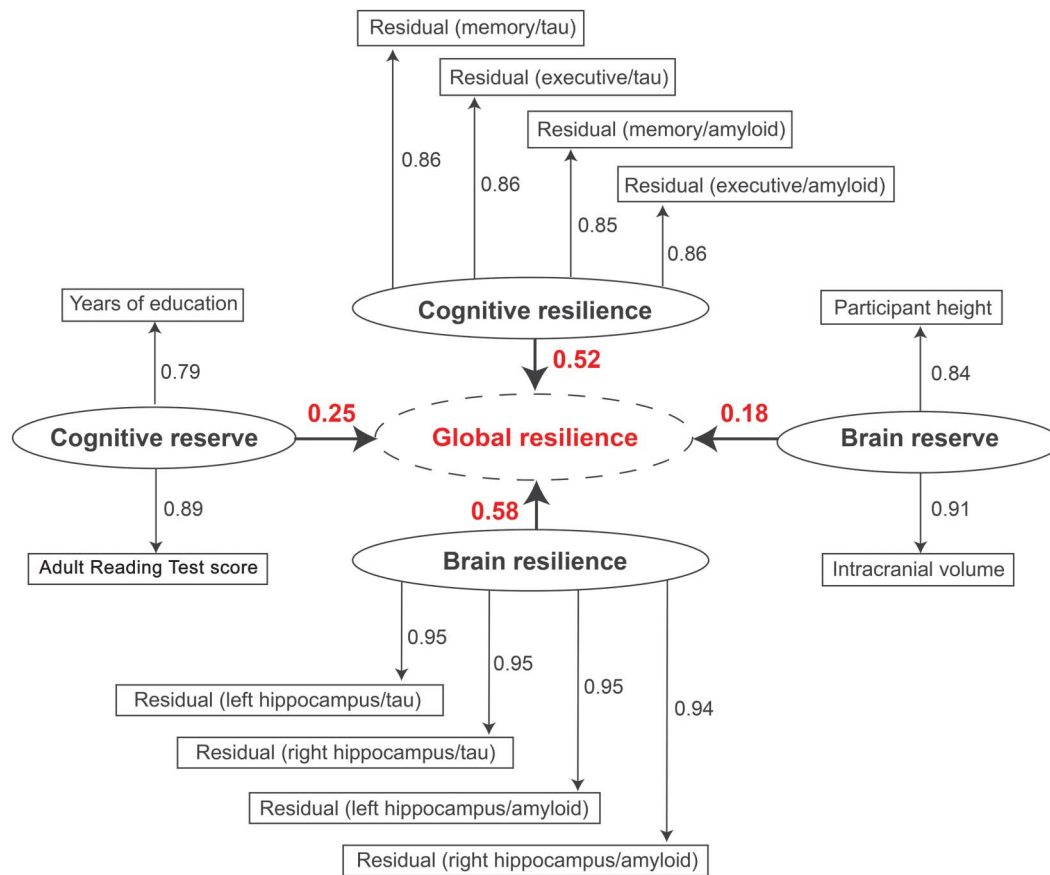 Residual (memory/tau)
Residual (executive/tau)
Residual (memory/amyloid)
Residual (executive/amyloid)
0.86
0.86
0.85
0.86
Cognitive resilience
Years of education
Participant height
0.79
0.84
0.52
0.25
0.18
Cognitive reserve
Global resilience
Brain reserve
0.89
0.91
0.58
Adult Reading Test score
Brain resilience
Intracranial volume
0.95
0.95
0.95
0.94
Residual (left hippocampus/tau)
Residual (right hippocampus/tau)
Residual (left hippocampus/amyloid)
Residual (right hippocampus/amyloid)